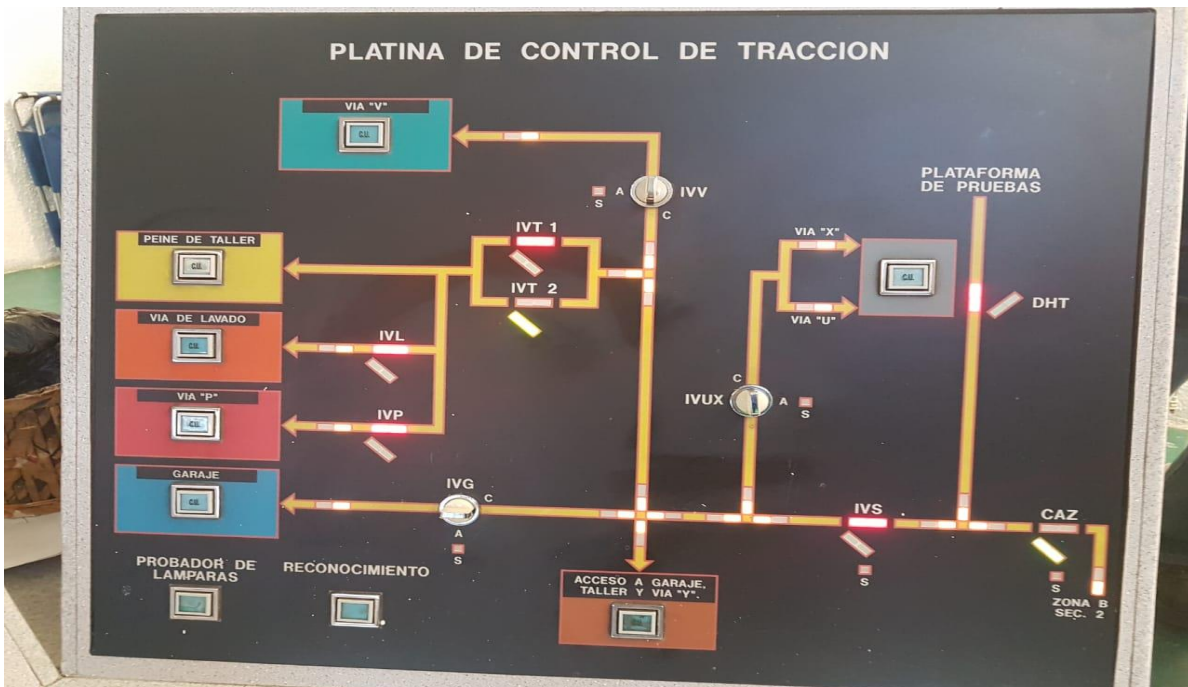 PLATINA DE CONTROL DE TRACCION
VIA "V"
C.U.
PLATAFORMA
DE PRUEBAS
A
IVV
S
C
IVT 1
VIA "X"
PEINE DE TALLER
C.U.
C.U.
IVT 2
DHT
VIA DE LAVADO
VIA "U"
IVL
C.U.
C
VIA "P"
IVUX
A
S
IVP
C.U.
GARAJE
IVG
C
C.U.
IVS
CAZ
A
S
PROBADOR DE
LAMPARAS
RECONOCIMIENTO
ACCESO A GARAJE,
TALLER Y VIA "Y".
S
S
ZONA B
SEC. 2